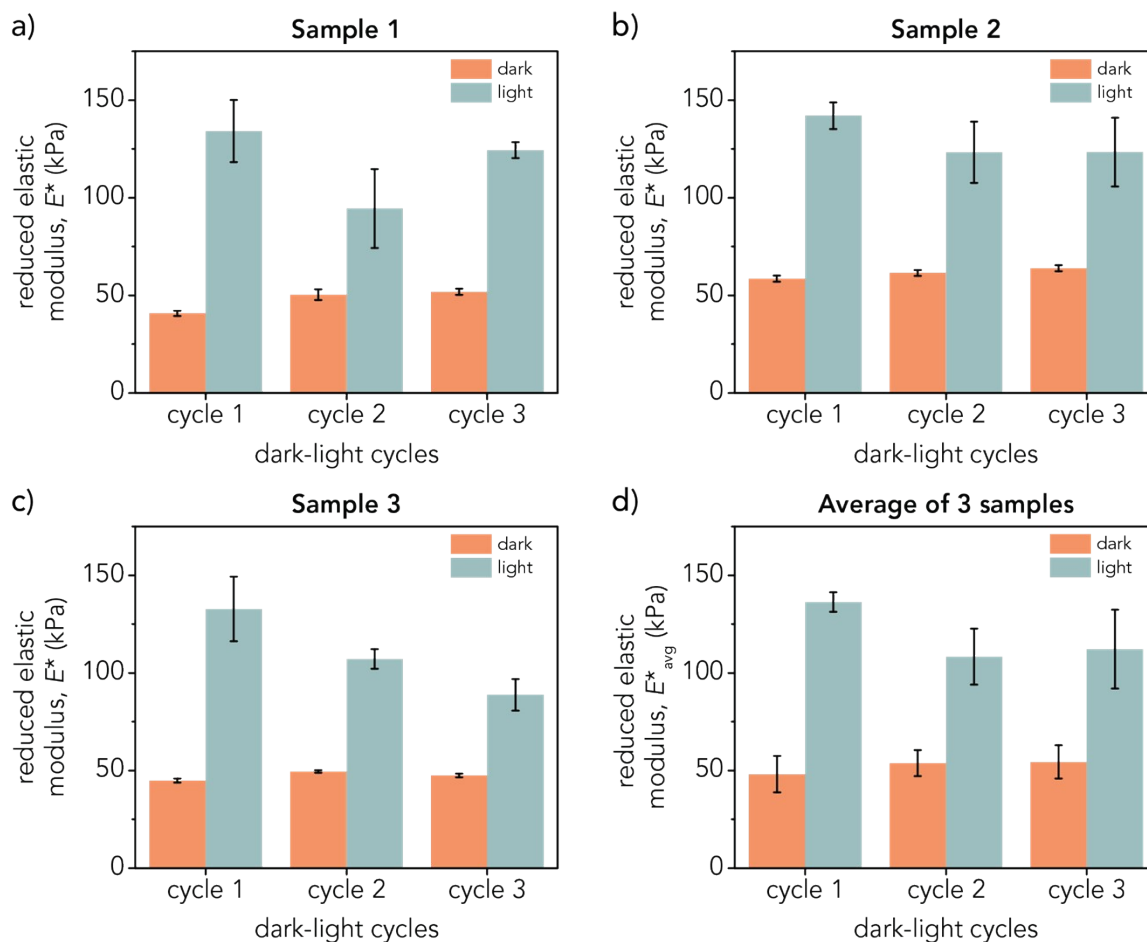 a)
Sample 1
dark
light
reduced elastic
modulus, E* (kPa)
150
100
50
0
cycle 1 cycle 2 cycle 3
dark-light cycles
b)
Sample 2
dark
light
reduced elastic
modulus, E* (kPa)
150
100
50
0
cycle 1 cycle 2 cycle 3
dark-light cycles
c)
Sample 3
dark
light
reduced elastic
modulus, E* (kPa)
150
100
50
0
cycle 1 cycle 2 cycle 3
dark-light cycles
d)
Average of 3 samples
dark
light
reduced elastic
modulus, E*avg (kPa)
150
100
50
0
cycle 1 cycle 2 cycle 3
dark-light cycles